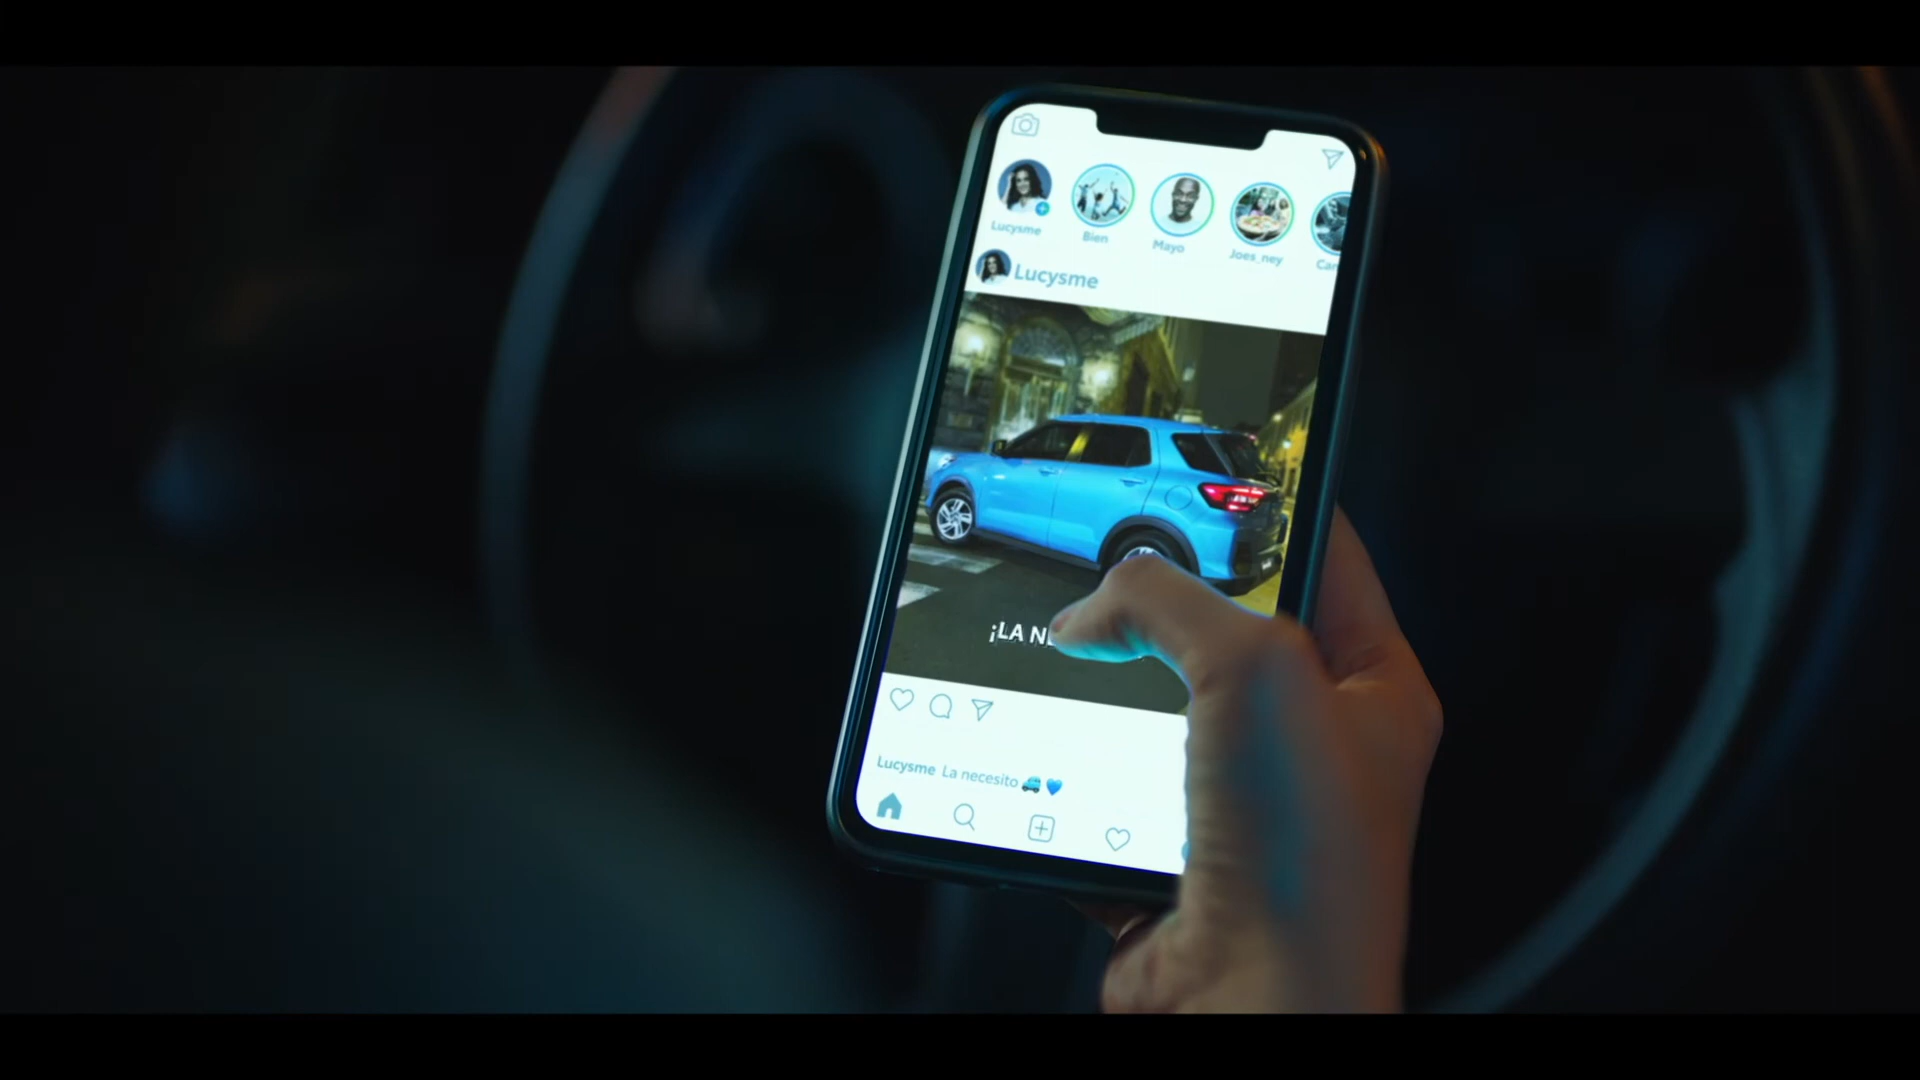 Lucysme
Bien
Mayo
Joes_ney
Lucysme
¡LA
Lucysme La necesito 🚙💙